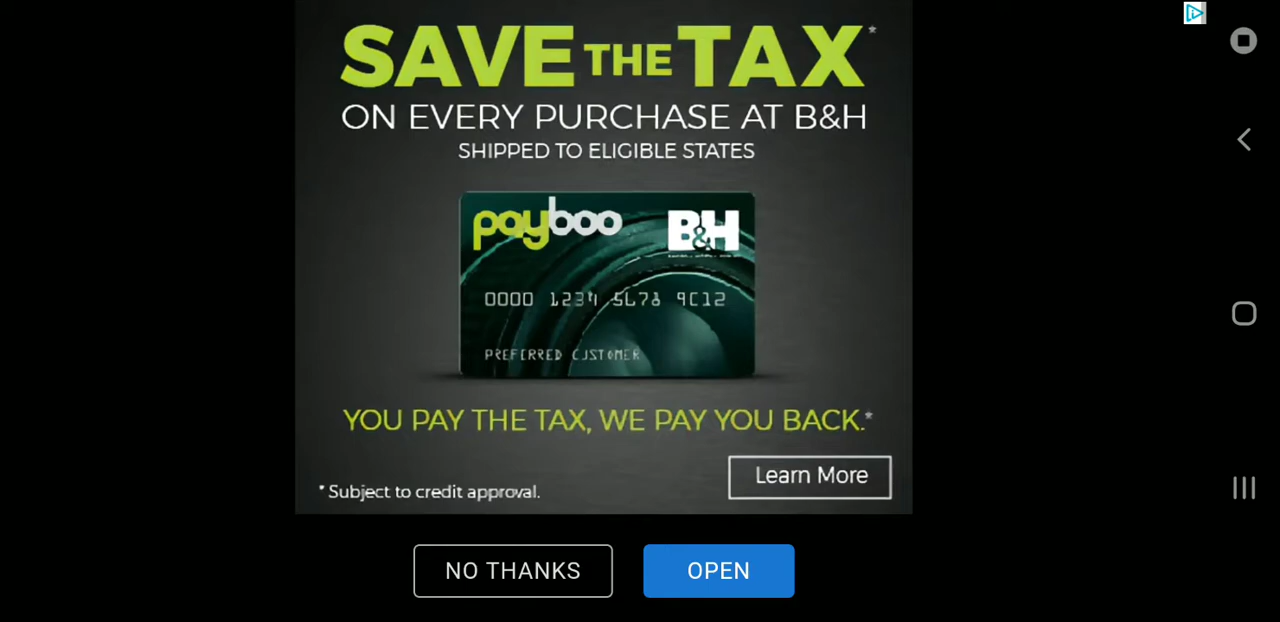 SAVE THE TAX*
ON EVERY PURCHASE AT B&H
SHIPPED TO ELIGIBLE STATES
payboo B&H
0000 1234 5678 9012
PREFERRED CUSTOMER
YOU PAY THE TAX, WE PAY YOU BACK.*
Learn More
* Subject to credit approval.
NO THANKS OPEN